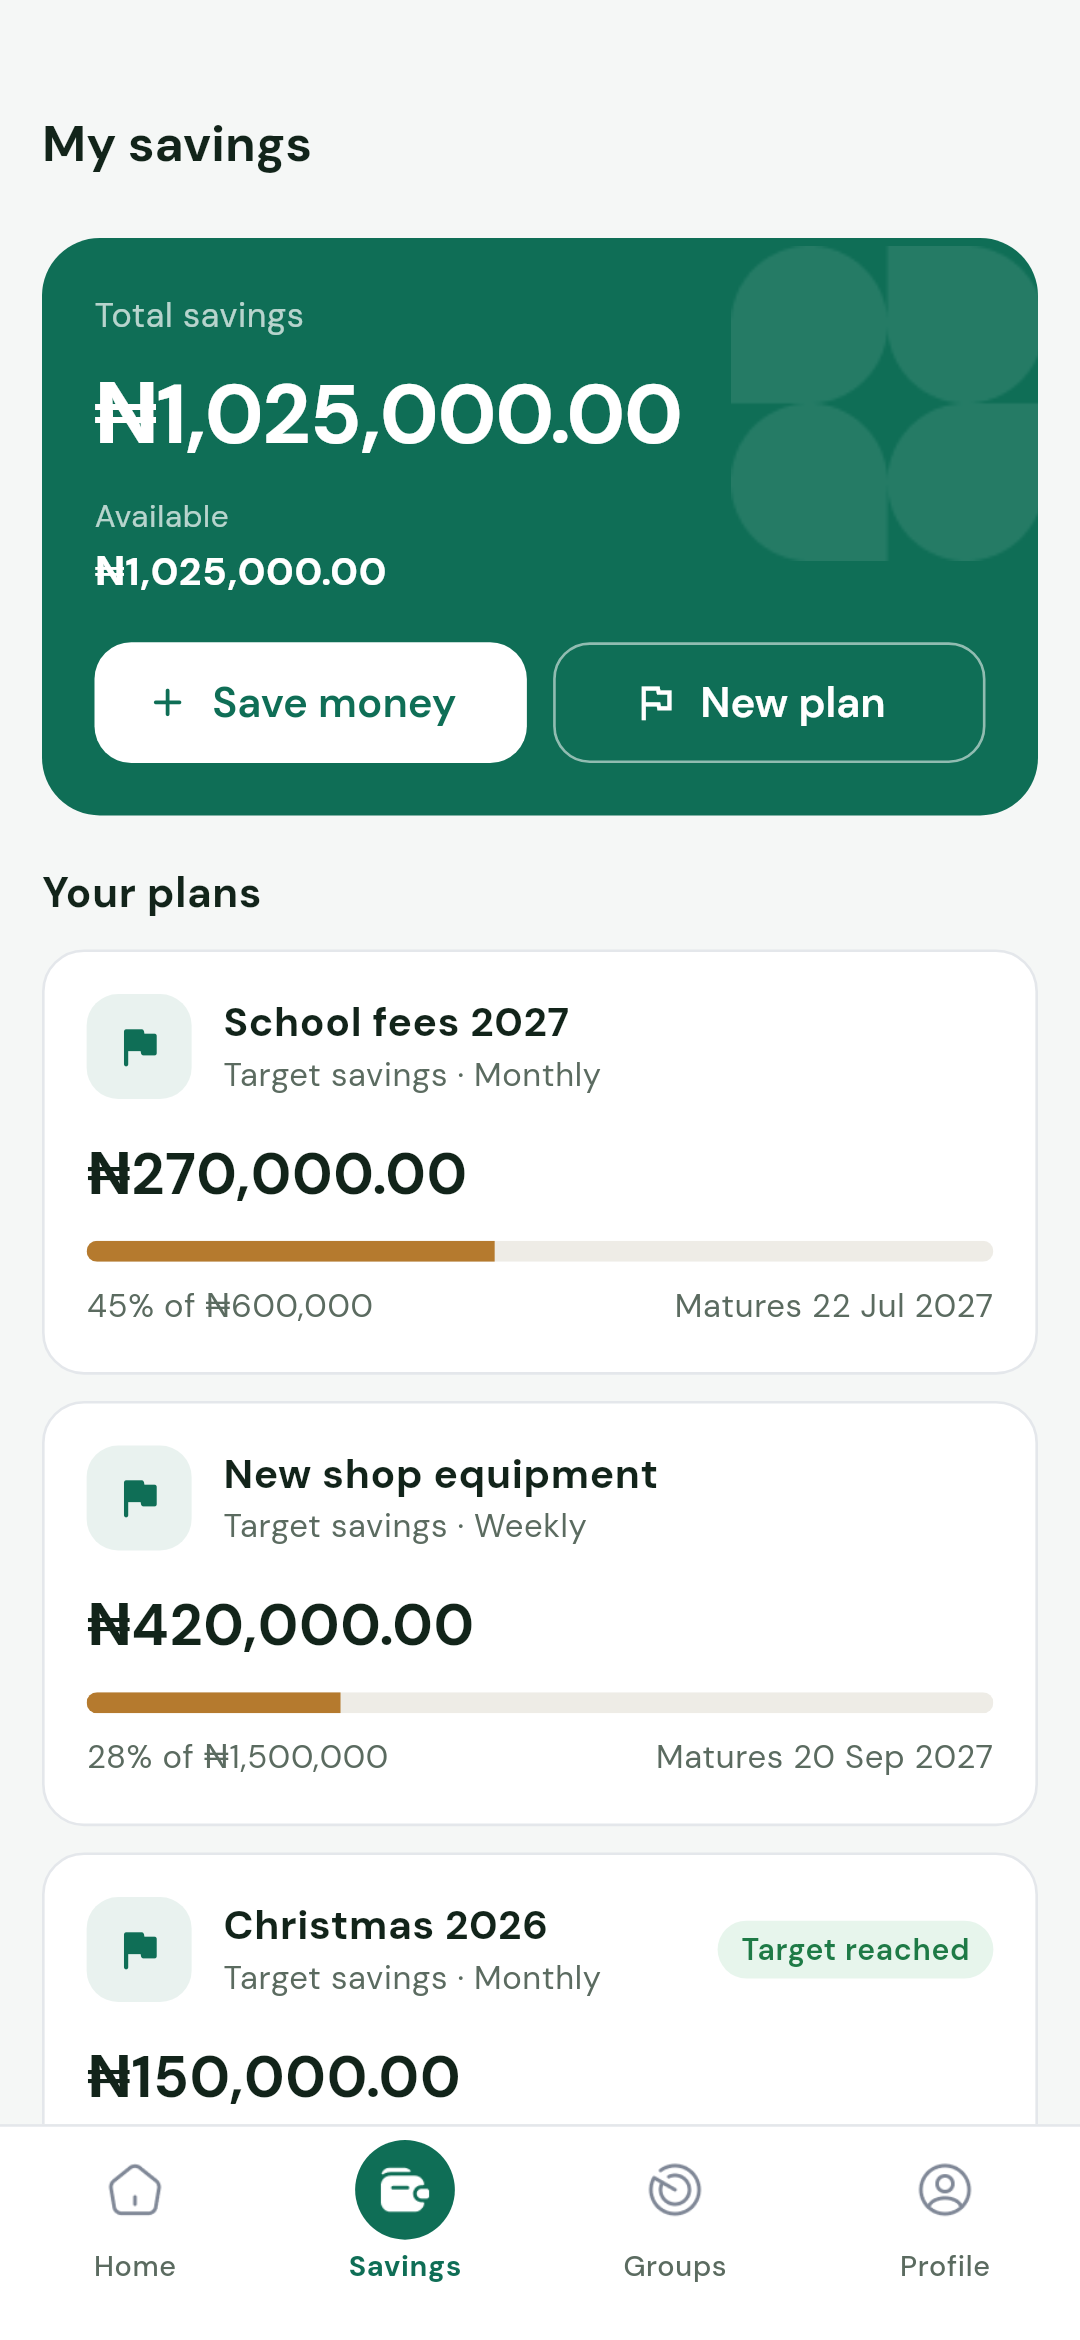 My savings
Total savings
₦1,025,000.00
Available
₦1,025,000.00
Save money
New plan
Your plans
School fees 2027
Target savings · Monthly
₦270,000.00
45% of ₦600,000
Matures 22 Jul 2027
New shop equipment
Target savings · Weekly
₦420,000.00
28% of ₦1,500,000
Matures 20 Sep 2027
Christmas 2026
Target reached
Target savings · Monthly
₦150,000.00
Home
Savings
Groups
Profile